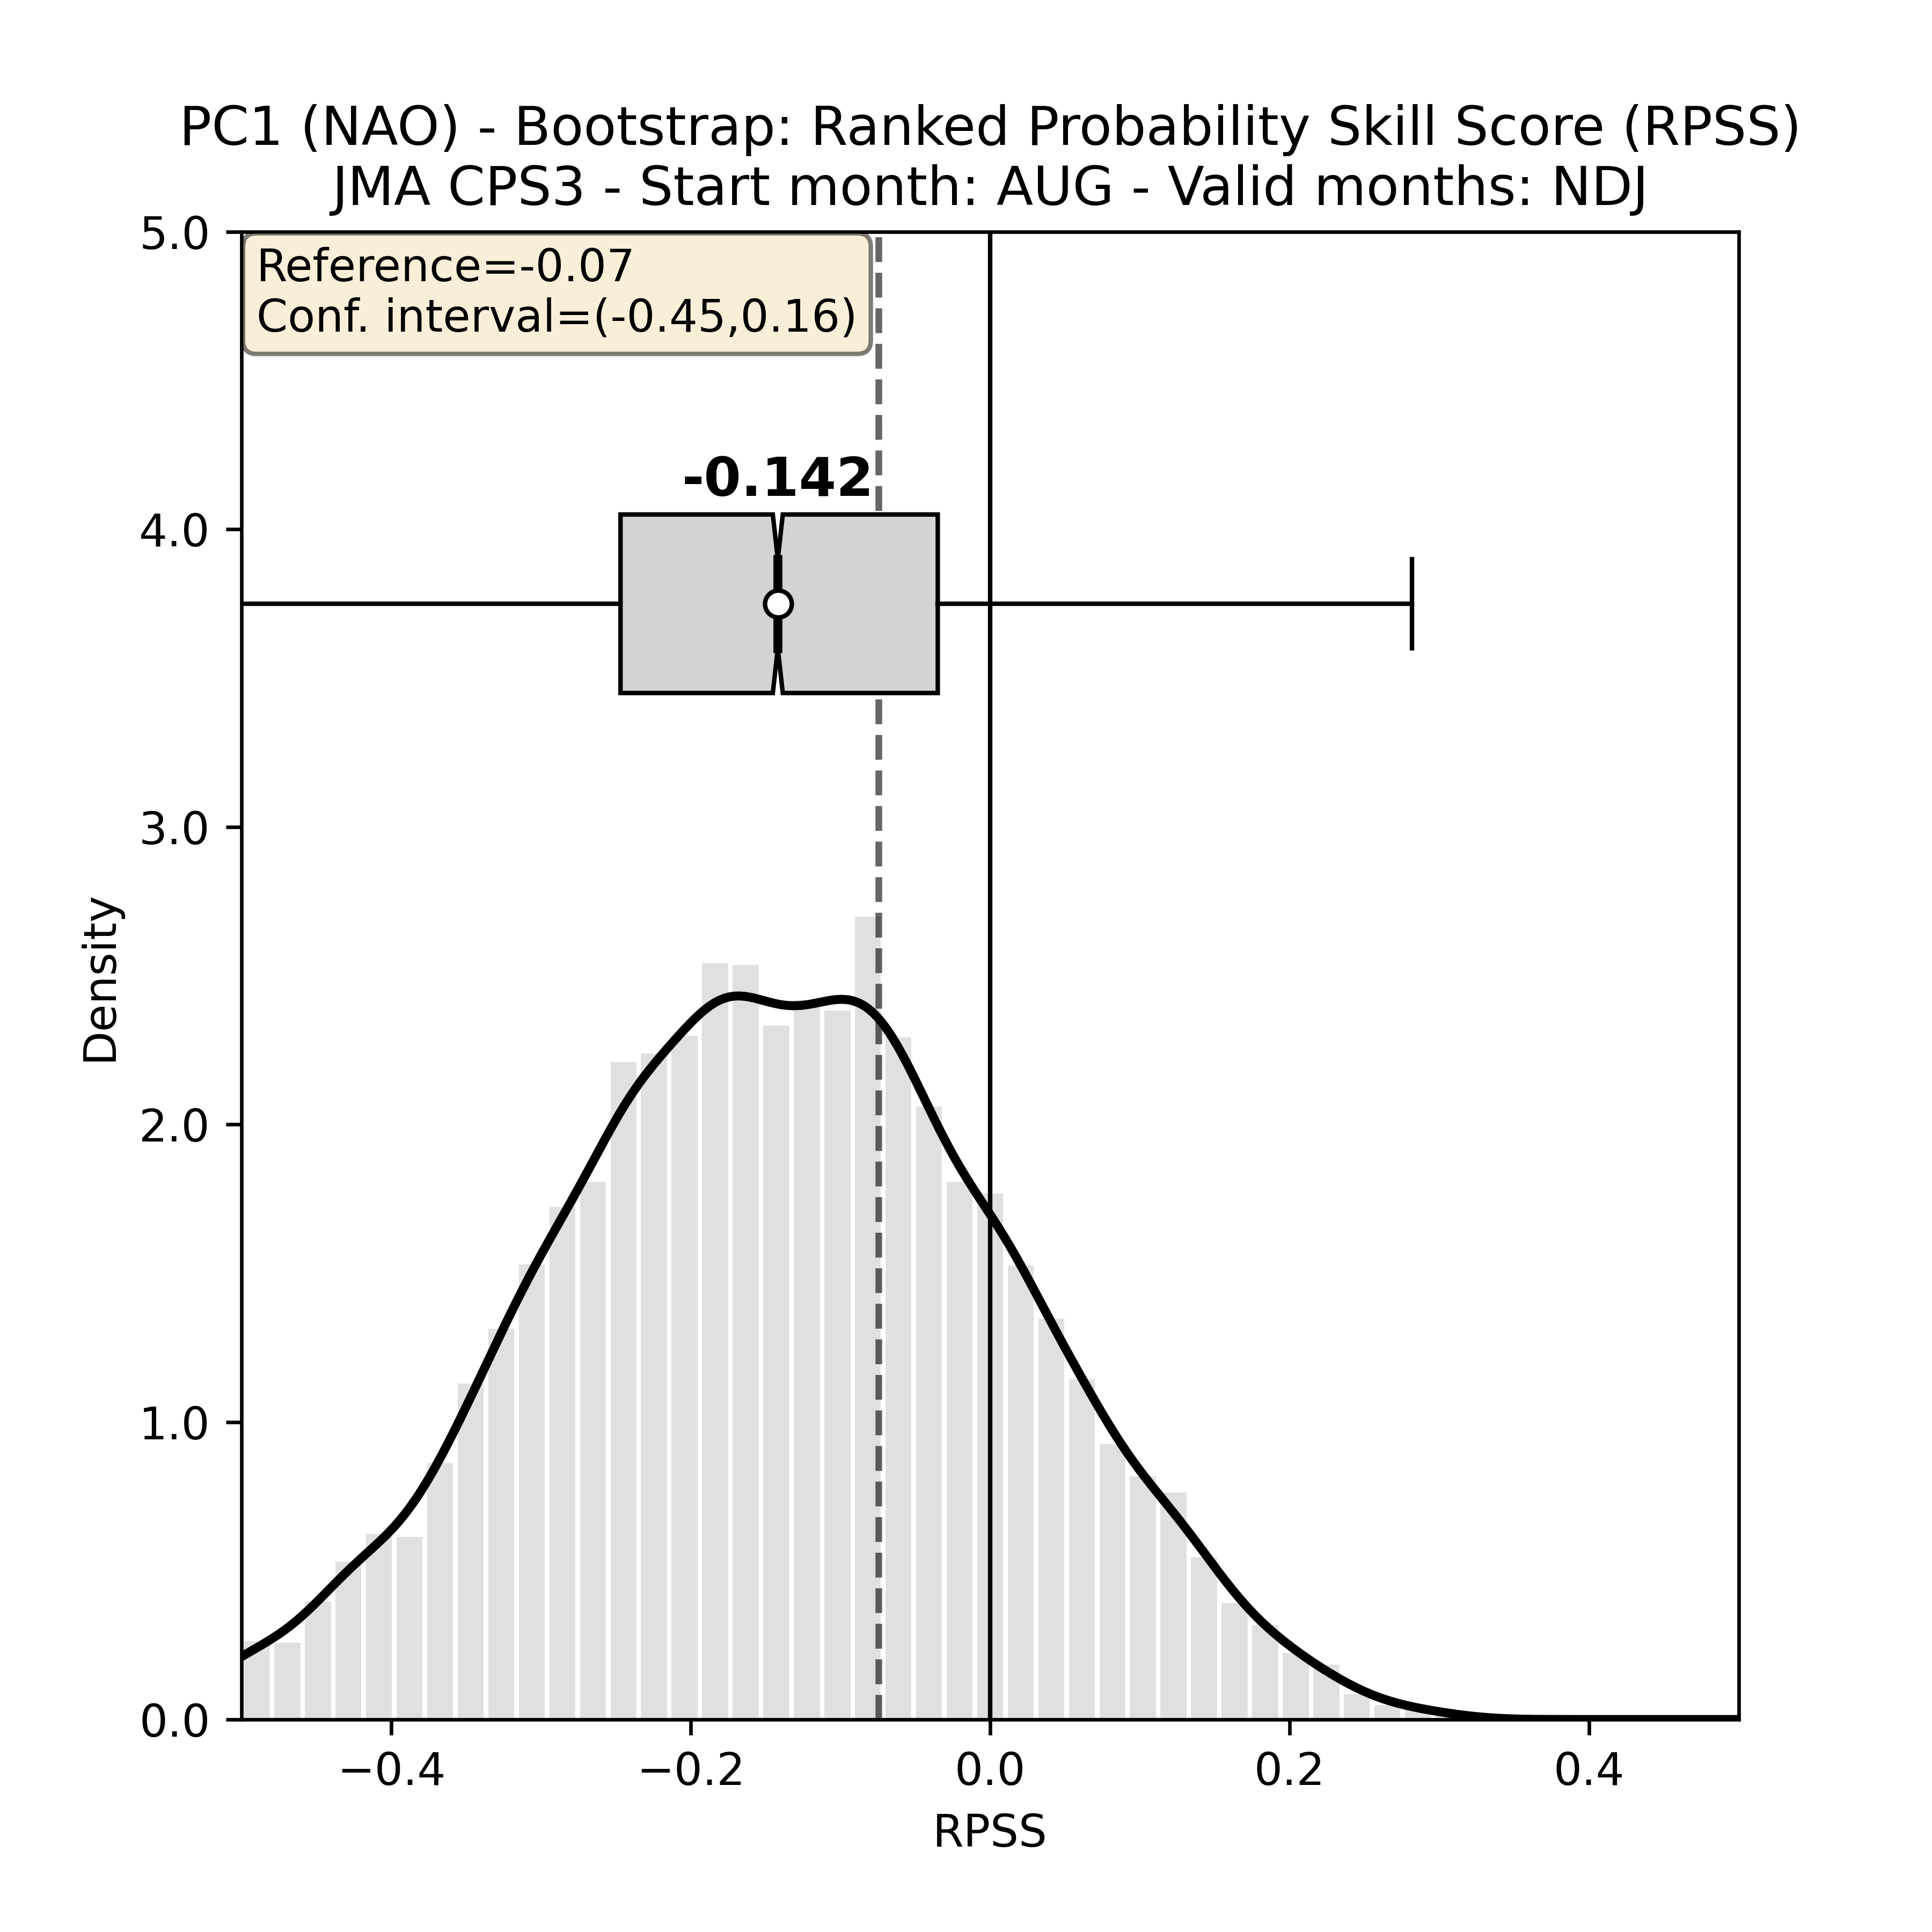 PC1 (NAO) - Bootstrap: Ranked Probability Skill Score (RPSS)
JMA CPS3 - Start month: AUG - Valid months: NDJ
5.0
Reference=-0.07
Conf. interval=(-0.45,0.16)
-0.142
4.0
3.0
Density
2.0
1.0
0.0
−0.4
−0.2
0.0
0.2
0.4
RPSS